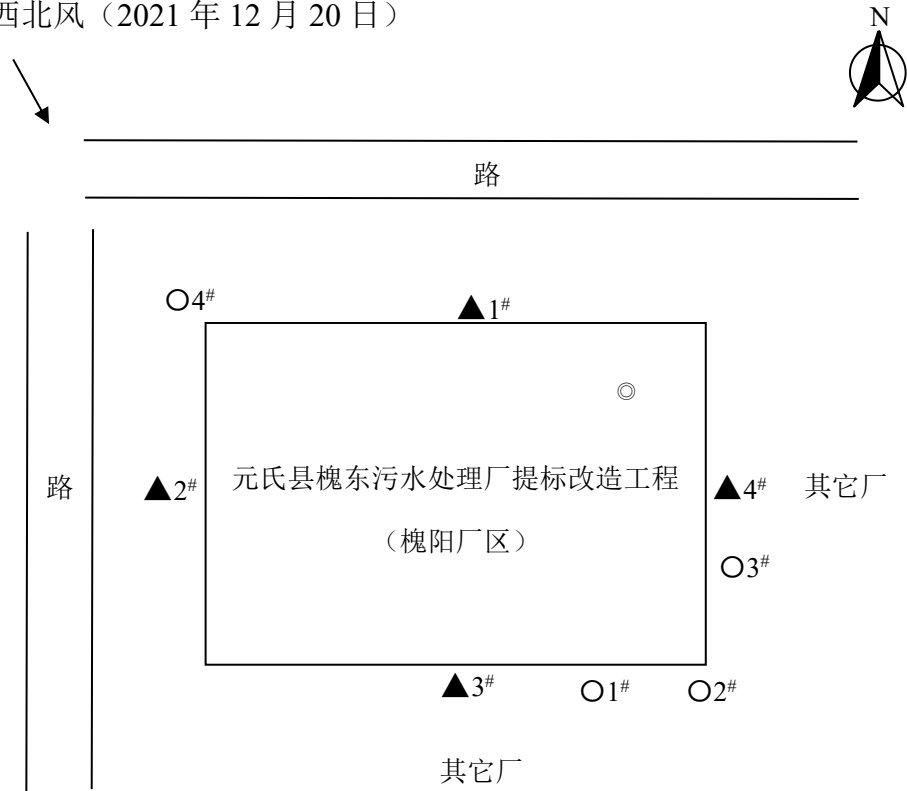 西北风（2021 年 12 月 20 日）
N
路
○4#
▲1#
◎
路
▲2#
元氏县槐东污水处理厂提标改造工程
▲4#
其它厂
（槐阳厂区）
○3#
▲3#
○1#
○2#
其它厂